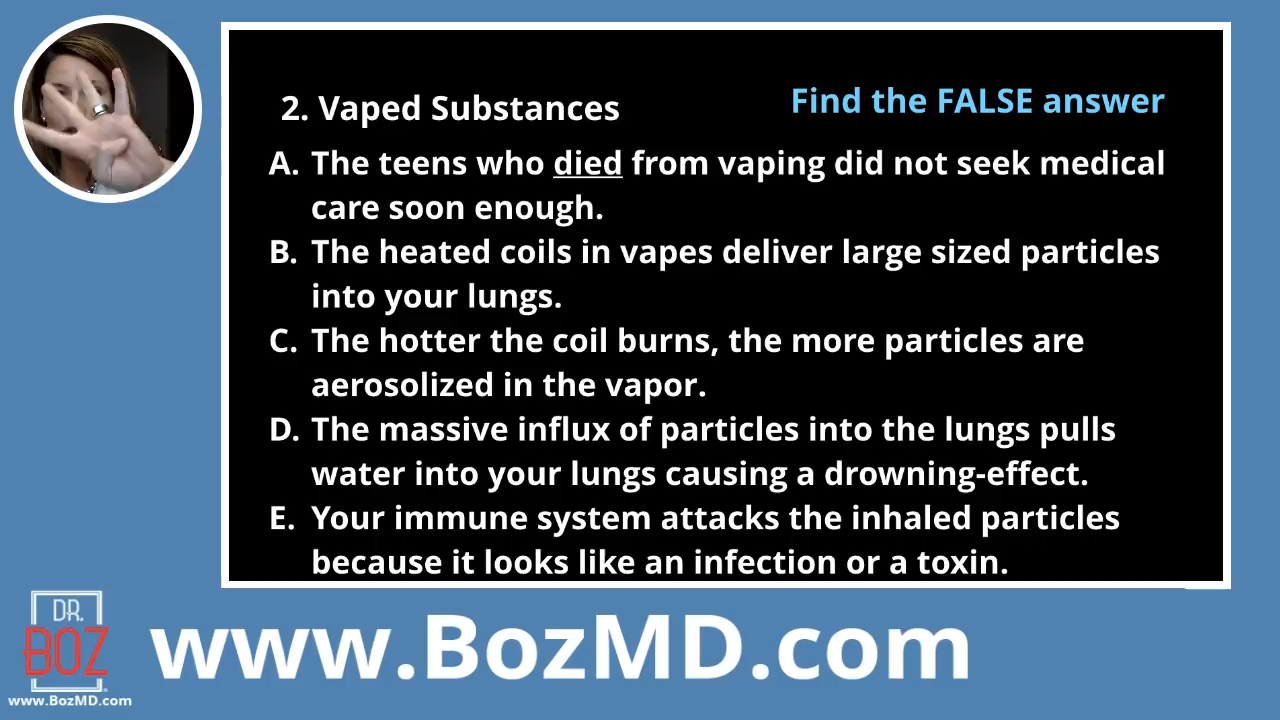 2. Vaped Substances
Find the FALSE answer
A. The teens who died from vaping did not seek medical
care soon enough.
B. The heated coils in vapes deliver large sized particles
into your lungs.
C. The hotter the coil burns, the more particles are
aerosolized in the vapor.
D. The massive influx of particles into the lungs pulls
water into your lungs causing a drowning-effect.
E. Your immune system attacks the inhaled particles
because it looks like an infection or a toxin.
DR.
BOZ
www.BozMD.com
www.BozMD.com